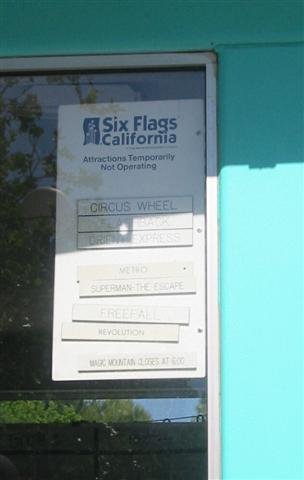 Six Flags
California
Attractions Temporarily
Not Operating
CIRCUS WHEEL
FLASHBACK
ORIENT EXPRESS
METRO
SUPERMAN-THE ESCAPE
FREEFALL
REVOLUTION
MAGIC MOUNTAIN CLOSES AT 6:00